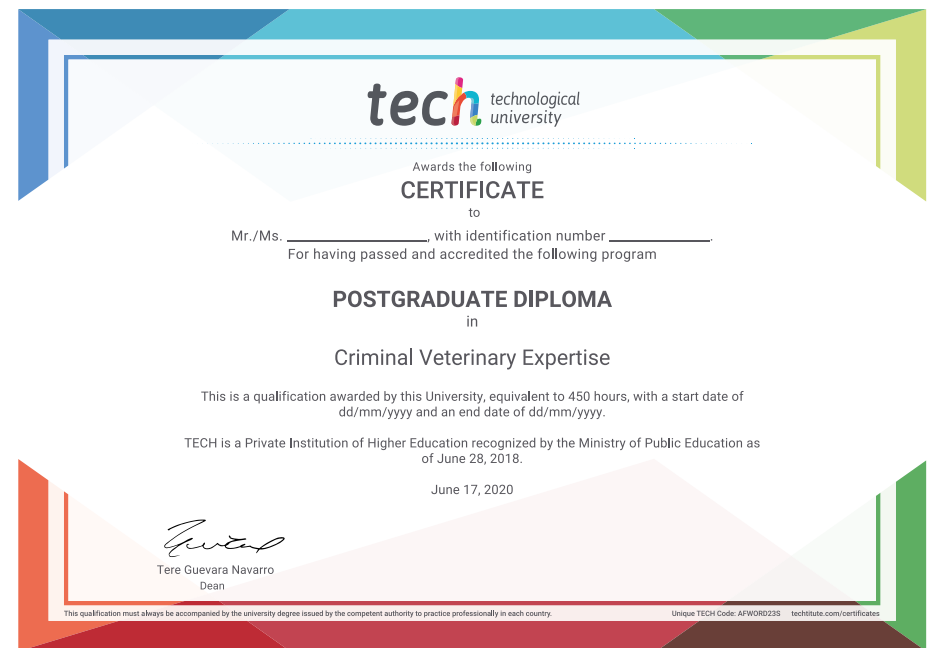 tech technological
university
Awards the following
CERTIFICATE
to
Mr./Ms. ____________________, with identification number ______________.
For having passed and accredited the following program
POSTGRADUATE DIPLOMA
in
Criminal Veterinary Expertise
This is a qualification awarded by this University, equivalent to 450 hours, with a start date of
dd/mm/yyyy and an end date of dd/mm/yyyy.
TECH is a Private Institution of Higher Education recognized by the Ministry of Public Education as
of June 28, 2018.
June 17, 2020
Tere Guevara Navarro
Dean
This qualification must always be accompanied by the university degree issued by the competent authority to practice professionally in each country.
Unique TECH Code: AFWORD23S techtitute.com/certificates